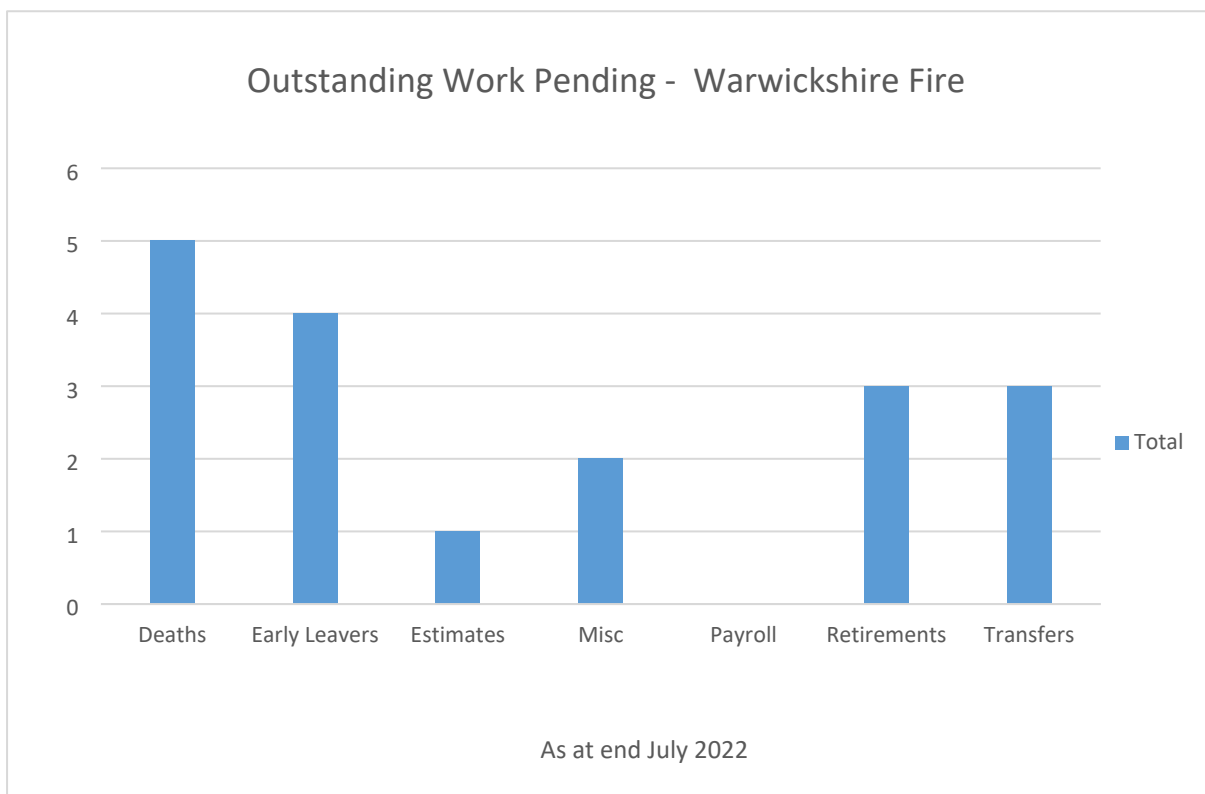 Outstanding Work Pending -  Warwickshire Fire
6
5
4
3
2
1
0
Deaths Early Leavers Estimates Misc Payroll Retirements Transfers
Total
As at end July 2022